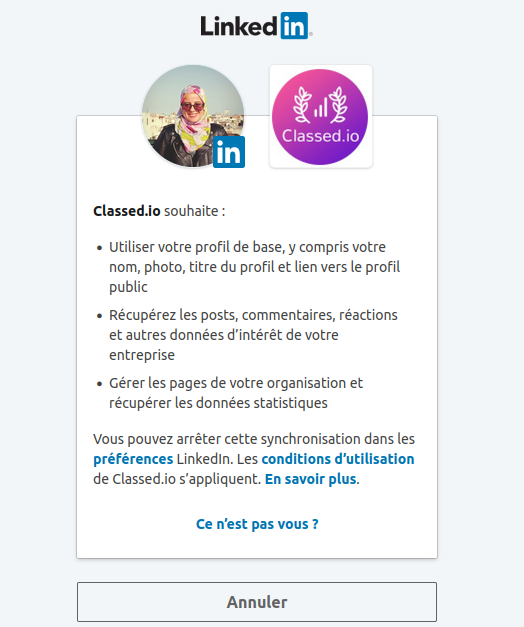 Linked in
in
Classed.io
Classed.io souhaite :
• Utiliser votre profil de base, y compris votre
nom, photo, titre du profil et lien vers le profil
public
• Récupérez les posts, commentaires, réactions
et autres données d’intérêt de votre
entreprise
• Gérer les pages de votre organisation et
récupérer les données statistiques
Vous pouvez arrêter cette synchronisation dans les
préférences LinkedIn. Les conditions d’utilisation
de Classed.io s’appliquent. En savoir plus.
Ce n’est pas vous ?
Annuler